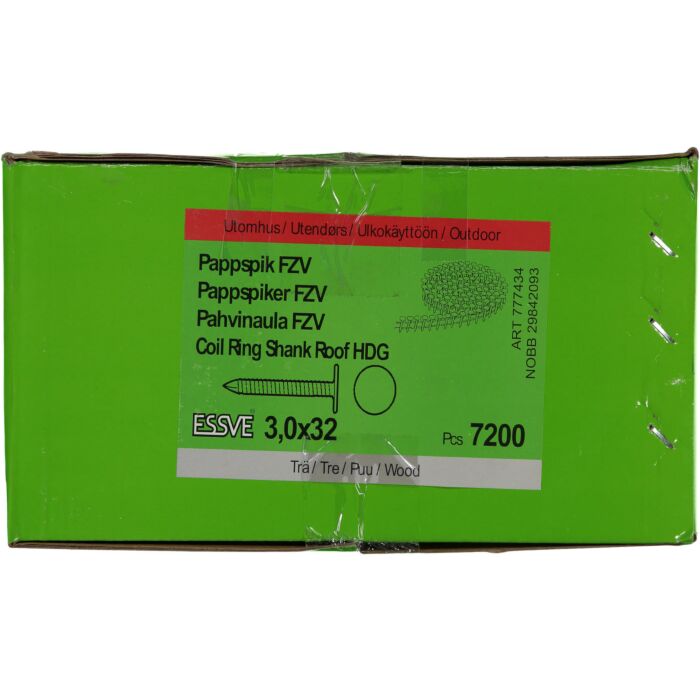 Utomhus / Utendørs / Ulkokäyttöön / Outdoor
Pappspik FZV
Pappspiker FZV
Pahvinaula FZV
Coil Ring Shank Roof HDG
ESSVE 3,0x32
Pcs 7200
ART 777434
NOBB 29842093
Trä / Tre / Puu / Wood